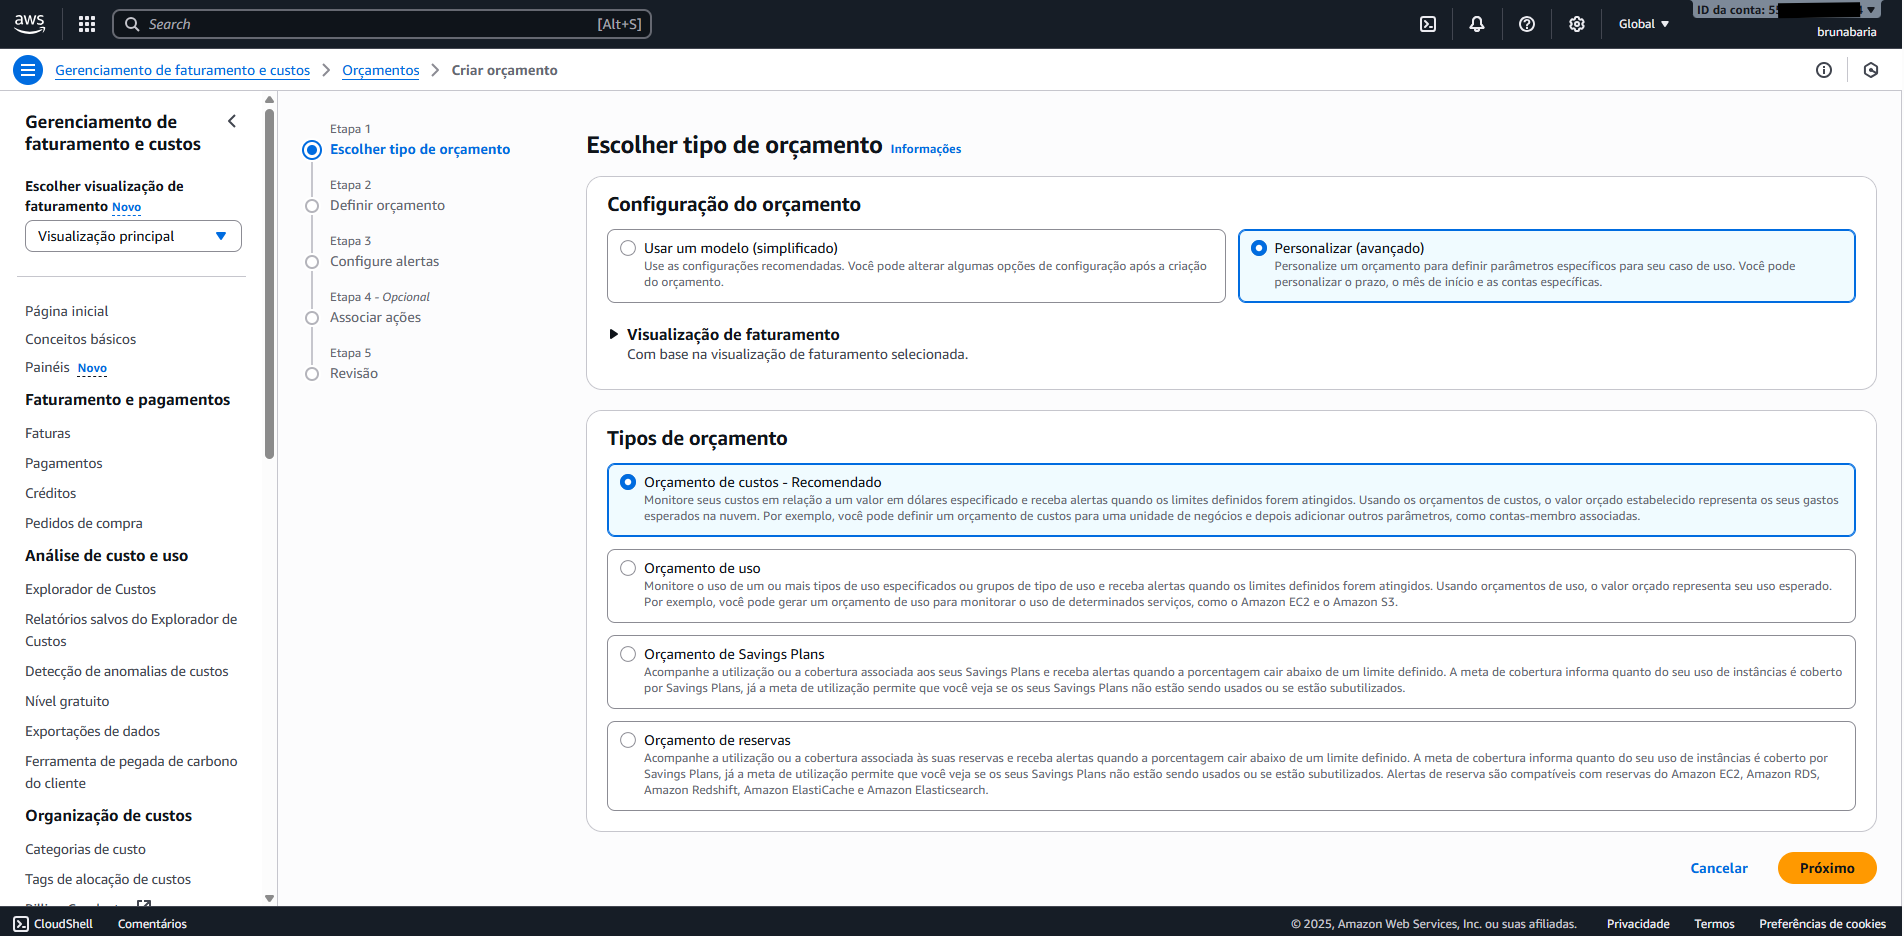 aws
Search
[Alt+S]
Global
ID da conta: 55
brunabaria
Gerenciamento de faturamento e custos
Orçamentos
Criar orçamento
Gerenciamento de
faturamento e custos
Escolher visualização de
faturamento Novo
Visualização principal
Página inicial
Conceitos básicos
Painéis Novo
Faturamento e pagamentos
Faturas
Pagamentos
Créditos
Pedidos de compra
Análise de custo e uso
Explorador de Custos
Relatórios salvos do Explorador de
Custos
Detecção de anomalias de custos
Nível gratuito
Exportações de dados
Ferramenta de pegada de carbono
do cliente
Organização de custos
Categorias de custo
Tags de alocação de custos
Etapa 1
Escolher tipo de orçamento
Etapa 2
Definir orçamento
Etapa 3
Configure alertas
Etapa 4 - Opcional
Associar ações
Etapa 5
Revisão
Escolher tipo de orçamento Informações
Configuração do orçamento
Usar um modelo (simplificado)
Use as configurações recomendadas. Você pode alterar algumas opções de configuração após a criação
do orçamento.
Personalizar (avançado)
Personalize um orçamento para definir parâmetros específicos para seu caso de uso. Você pode
personalizar o prazo, o mês de início e as contas específicas.
Visualização de faturamento
Com base na visualização de faturamento selecionada.
Tipos de orçamento
Orçamento de custos - Recomendado
Monitore seus custos em relação a um valor em dólares especificado e receba alertas quando os limites definidos forem atingidos. Usando os orçamentos de custos, o valor orçado estabelecido representa os seus gastos
esperados na nuvem. Por exemplo, você pode definir um orçamento de custos para uma unidade de negócios e depois adicionar outros parâmetros, como contas-membro associadas.
Orçamento de uso
Monitore o uso de um ou mais tipos de uso especificados ou grupos de tipo de uso e receba alertas quando os limites definidos forem atingidos. Usando orçamentos de uso, o valor orçado representa seu uso esperado.
Por exemplo, você pode gerar um orçamento de uso para monitorar o uso de determinados serviços, como o Amazon EC2 e o Amazon S3.
Orçamento de Savings Plans
Acompanhe a utilização ou a cobertura associada aos seus Savings Plans e receba alertas quando a porcentagem cair abaixo de um limite definido. A meta de cobertura informa quanto do seu uso de instâncias é coberto
por Savings Plans, já a meta de utilização permite que você veja se os seus Savings Plans não estão sendo usados ou se estão subutilizados.
Orçamento de reservas
Acompanhe a utilização ou a cobertura associada às suas reservas e receba alertas quando a porcentagem cair abaixo de um limite definido. A meta de cobertura informa quanto do seu uso de instâncias é coberto por
Savings Plans, já a meta de utilização permite que você veja se os seus Savings Plans não estão sendo usados ou se estão subutilizados. Alertas de reserva são compatíveis com reservas do Amazon EC2, Amazon RDS,
Amazon Redshift, Amazon ElastiCache e Amazon Elasticsearch.
Cancelar
Próximo
CloudShell
Comentários
© 2025, Amazon Web Services, Inc. ou suas afiliadas.
Privacidade
Termos
Preferências de cookies